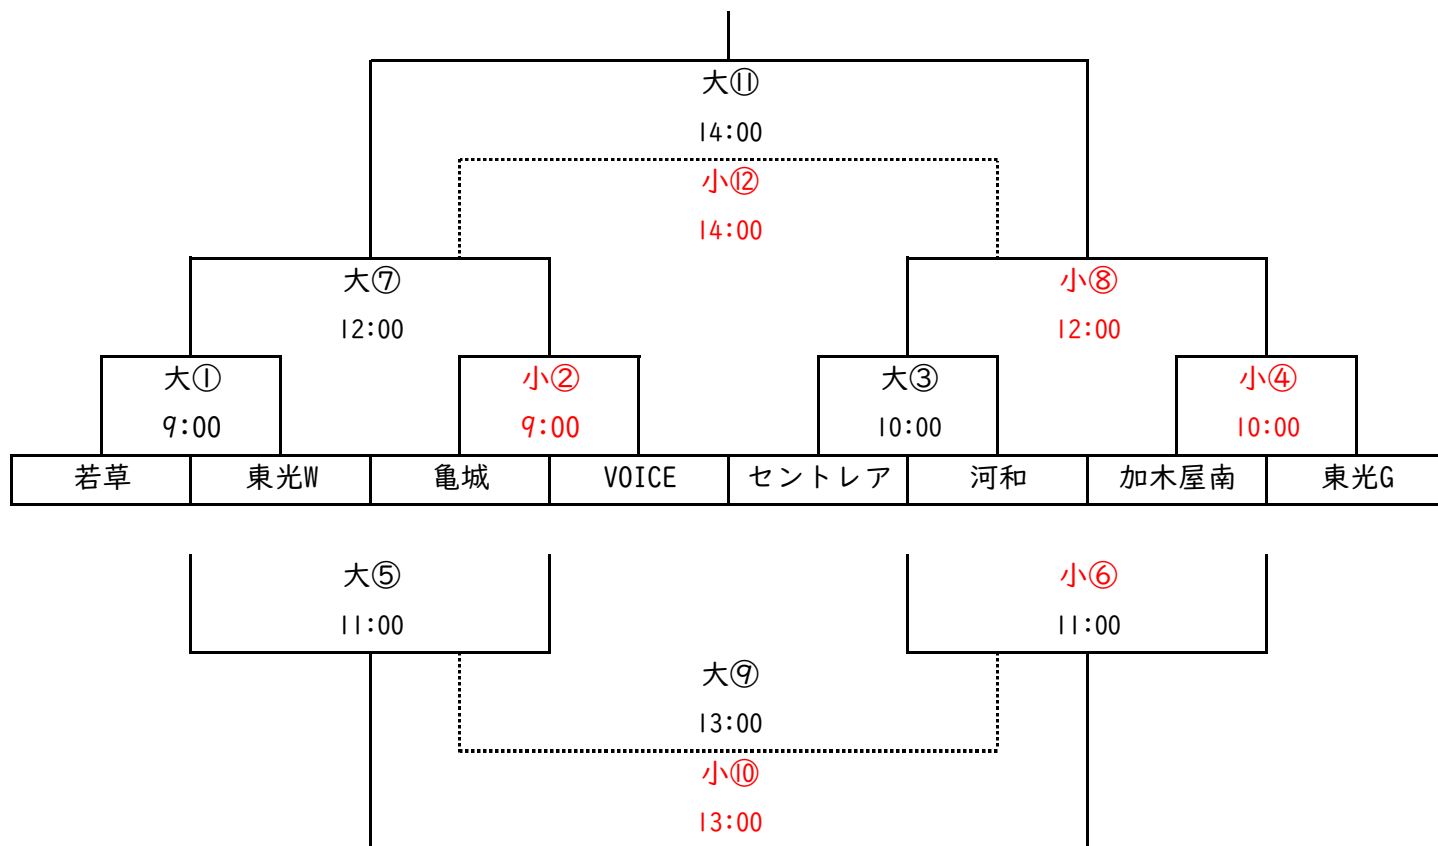 大⑪
14:00
小⑫
14:00
大⑦
小⑧
12:00
12:00
大①
小②
大③
小④
9:00
9:00
10:00
10:00
若草
東光W
亀城
VOICE
セントレア
河和
加木屋南
東光G
大⑤
小⑥
11:00
11:00
大⑨
13:00
小⑩
13:00